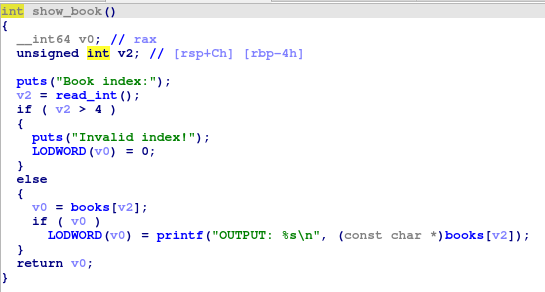 int show_book()
{
  __int64 v0; // rax
  unsigned int v2; // [rsp+Ch] [rbp-4h]

  puts("Book index:");
  v2 = read_int();
  if ( v2 > 4 )
  {
    puts("Invalid index!");
    LODWORD(v0) = 0;
  }
  else
  {
    v0 = books[v2];
    if ( v0 )
      LODWORD(v0) = printf("OUTPUT: %s\n", (const char *)books[v2]);
  }
  return v0;
}